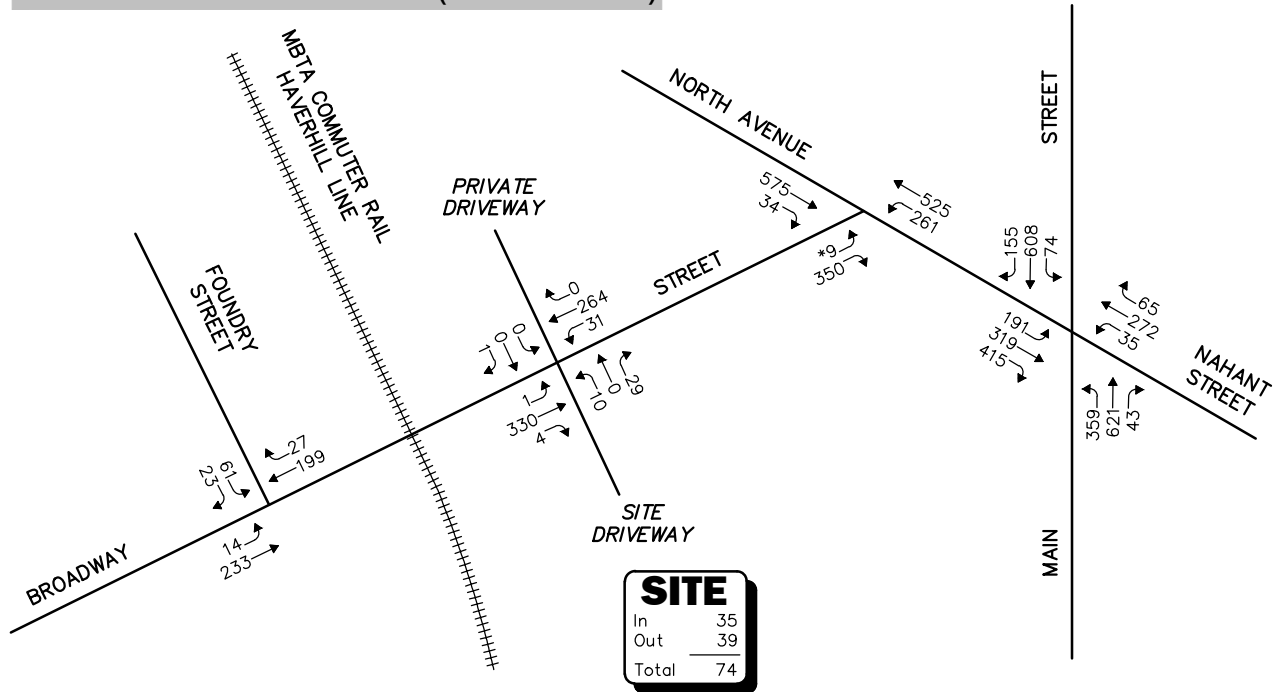 MBTA COMMUTER RAIL
HAVERHILL LINE
NORTH AVENUE
STREET
575
34
525
261
PRIVATE
DRIVEWAY
*9
350
155
608
74
65
272
35
FOUNDRY
STREET
STREET
0
264
31
1
0
0
191
319
415
NAHANT
STREET
1
330
4
10
0
29
359
621
43
27
199
61
23
14
233
SITE
DRIVEWAY
BROADWAY
MAIN
SITE
In 35
Out 39
Total 74